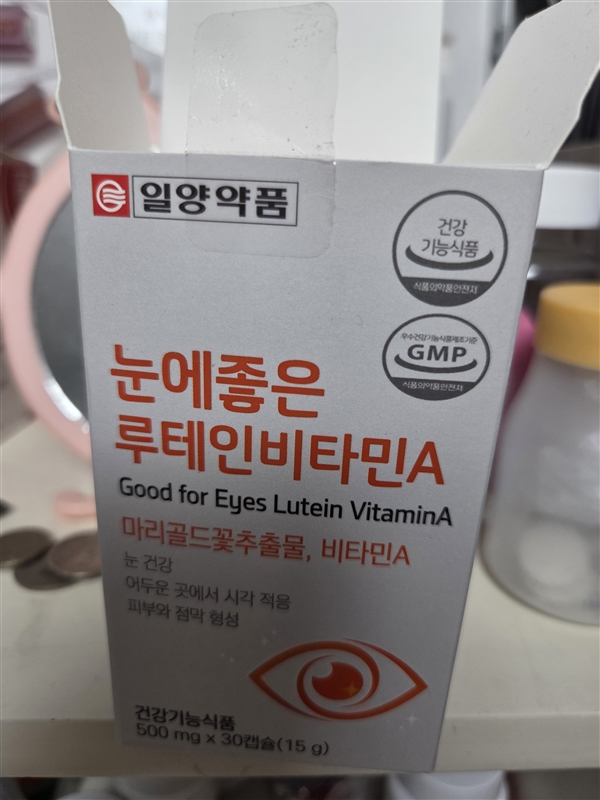 일양약품
건강
기능식품
식품의약품안전처
우수건강기능식품제조기준
GMP
식품의약품안전처
눈에좋은
루테인비타민A
Good for Eyes Lutein VitaminA
마리골드꽃추출물, 비타민A
눈 건강
어두운 곳에서 시각 적응
피부와 점막 형성
건강기능식품
500 mg x 30캡슐(15 g)